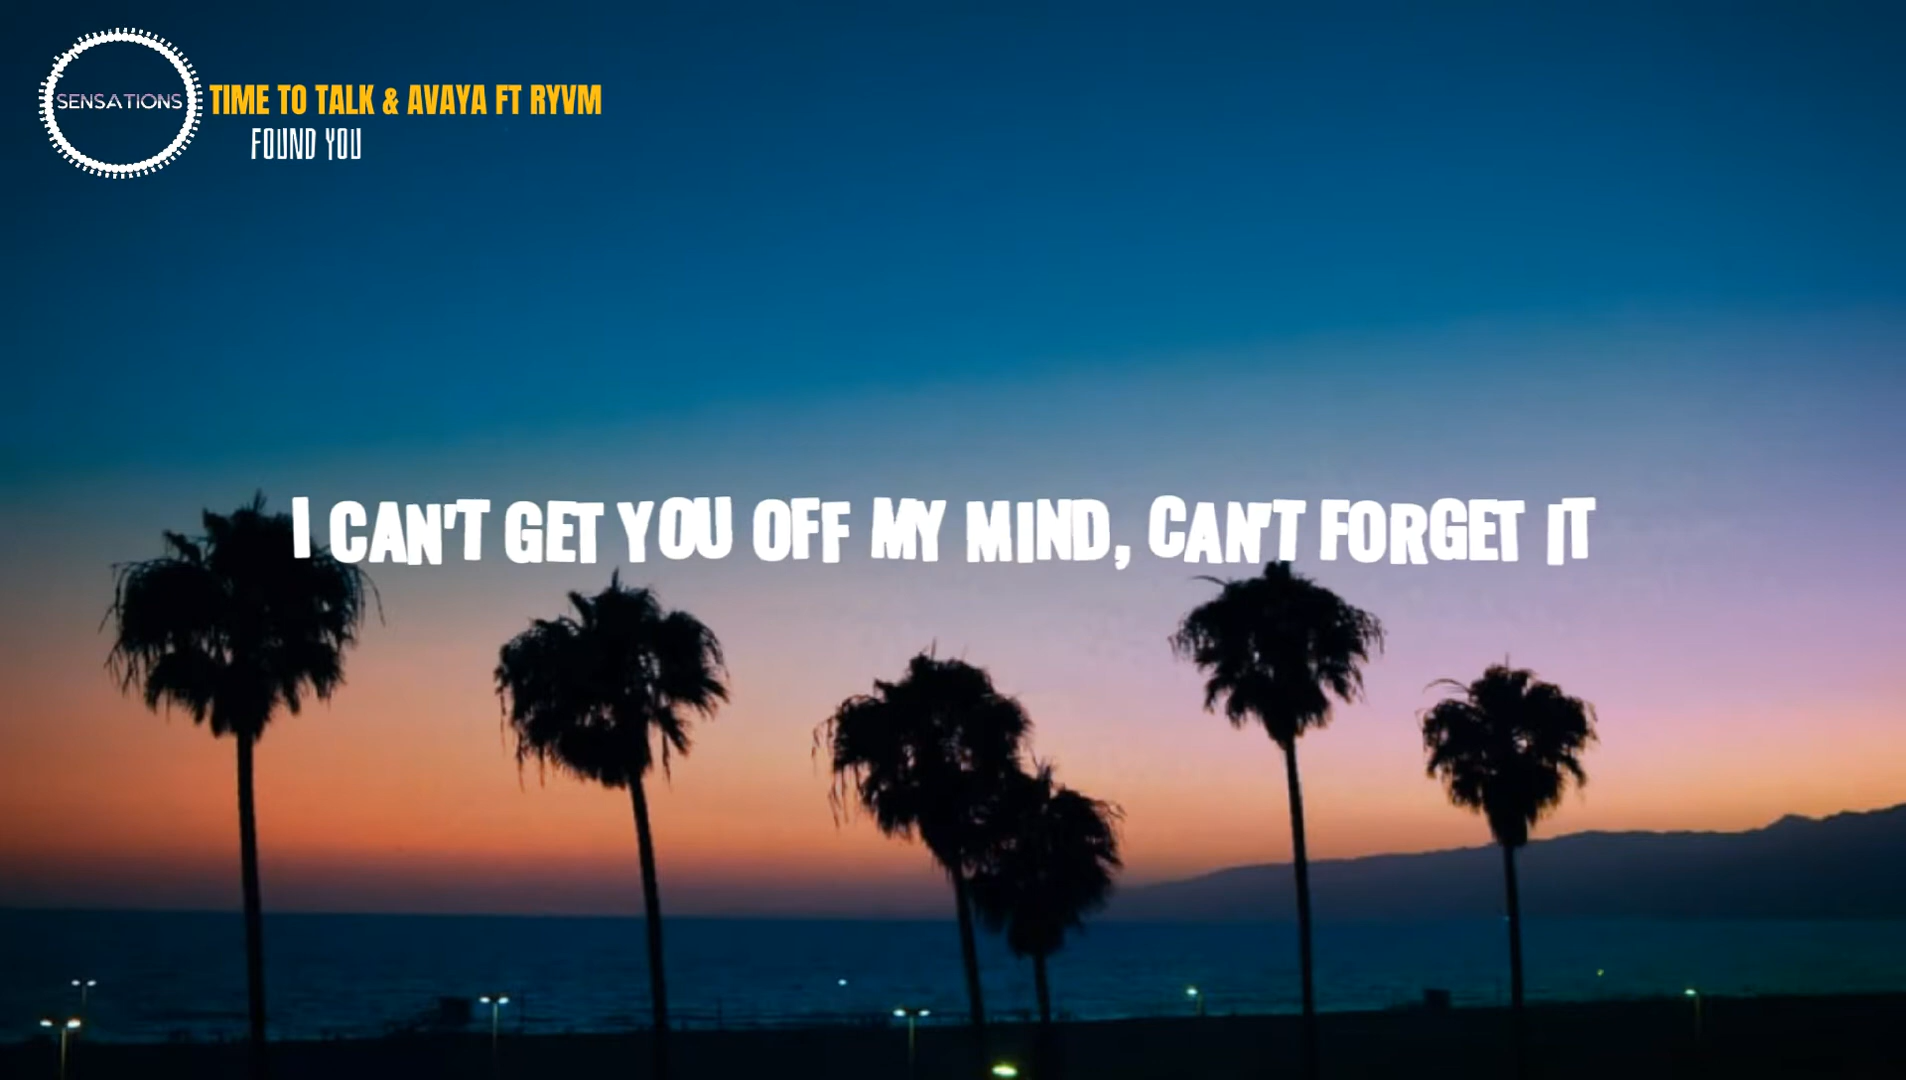 SENSATIONS
TIME TO TALK & AVAYA FT RYVM
FOUND YOU
I CAN'T GET YOU OFF MY MIND, CAN'T FORGET IT